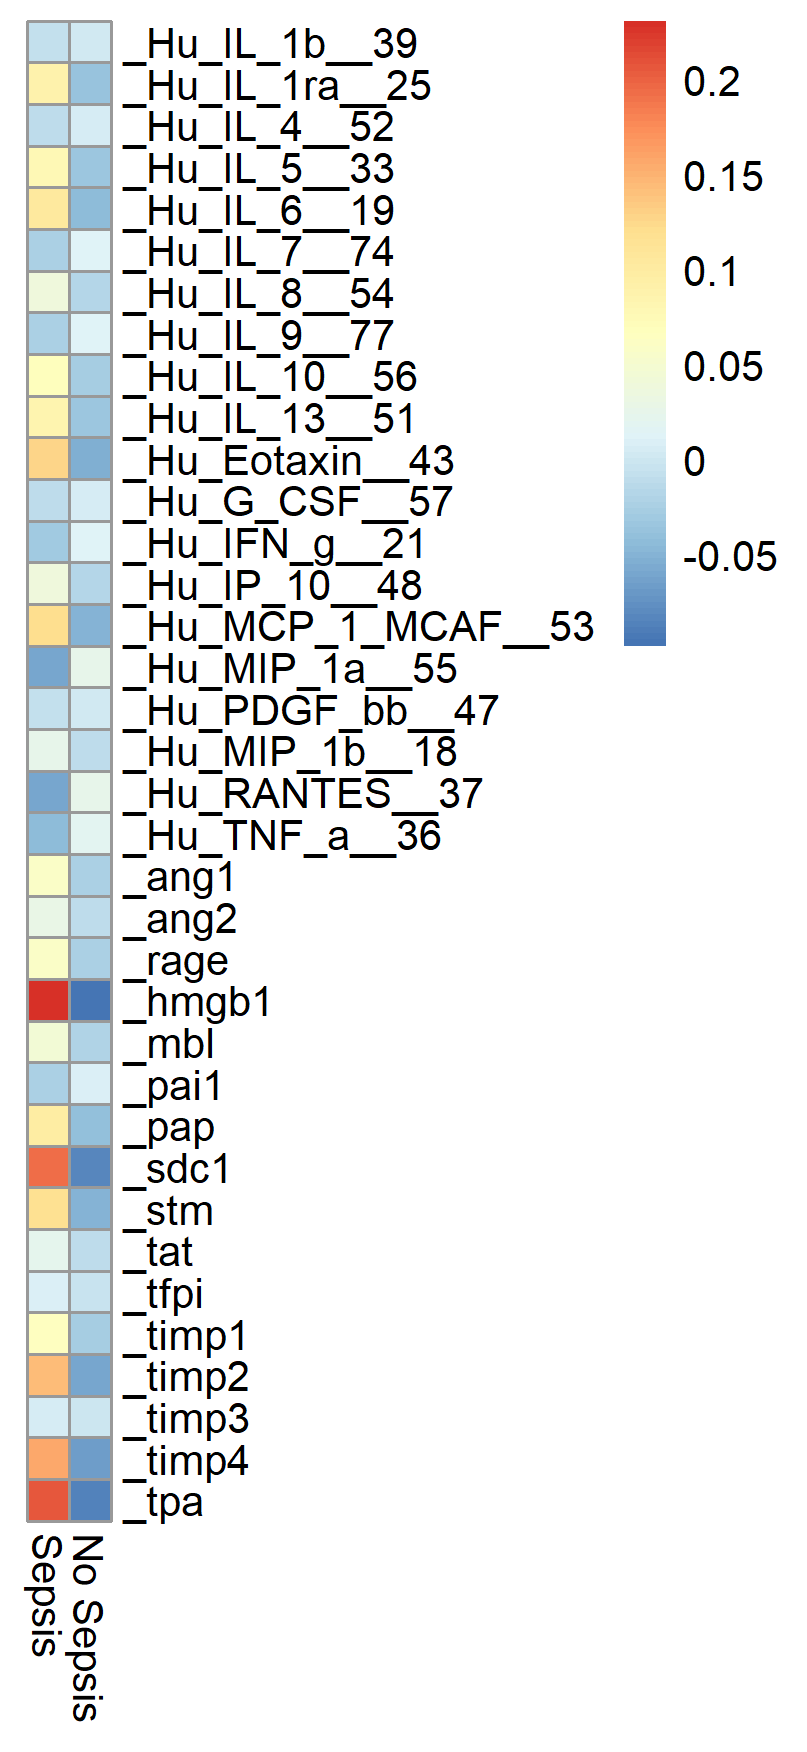 _Hu_IL_1b__39
_Hu_IL_1ra__25
_Hu_IL_4__52
_Hu_IL_5__33
_Hu_IL_6__19
_Hu_IL_7__74
_Hu_IL_8__54
_Hu_IL_9__77
_Hu_IL_10__56
_Hu_IL_13__51
_Hu_Eotaxin__43
_Hu_G_CSF__57
_Hu_IFN_g__21
_Hu_IP_10__48
_Hu_MCP_1_MCAF__53
_Hu_MIP_1a__55
_Hu_PDGF_bb__47
_Hu_MIP_1b__18
_Hu_RANTES__37
_Hu_TNF_a__36
_ang1
_ang2
_rage
_hmgb1
_mbl
_pai1
_pap
_sdc1
_stm
_tat
_tfpi
_timp1
_timp2
_timp3
_timp4
_tpa
Sepsis
No Sepsis
0.2
0.15
0.1
0.05
0
-0.05